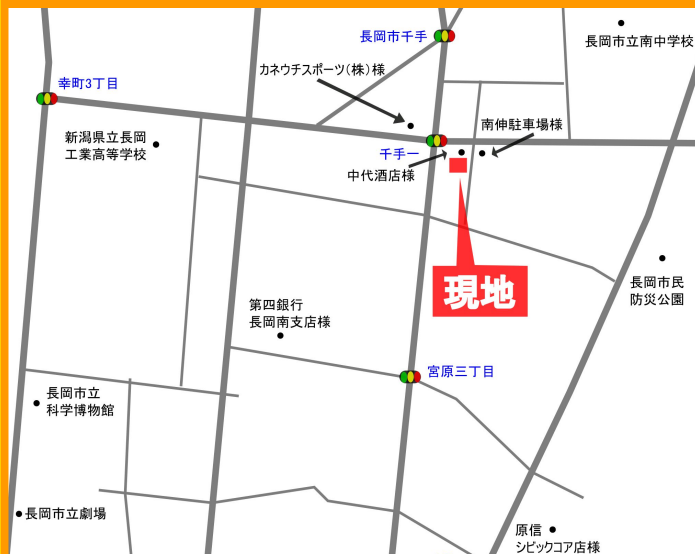 長岡市千手
長岡市立南中学校
カネウチスポーツ(株)様
幸町3丁目
南伸駐車場様
新潟県立長岡
工業高等学校
千手一
中代酒店様
現地
長岡市民
防災公園
第四銀行
長岡南支店様
宮原三丁目
長岡市立
科学博物館
長岡市立劇場
原信
シビックコア店様